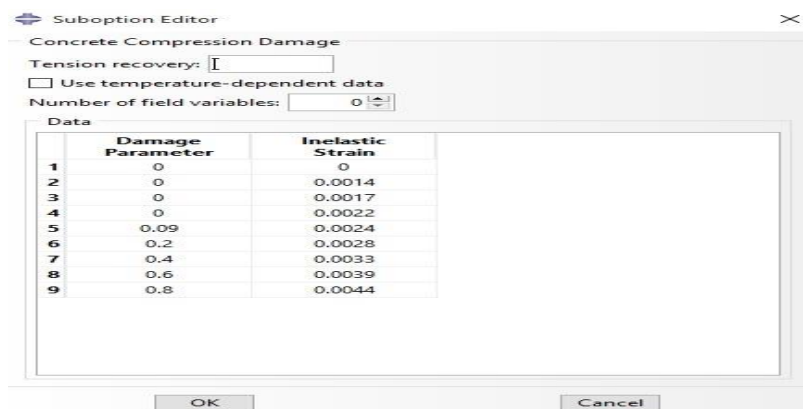 Suboption Editor
Concrete Compression Damage
Tension recovery:
Use temperature-dependent data
Number of field variables: 0
Data
Damage Parameter Inelastic Strain
1 0 0
2 0 0.0014
3 0 0.0017
4 0 0.0022
5 0.09 0.0024
6 0.2 0.0028
7 0.4 0.0033
8 0.6 0.0039
9 0.8 0.0044
OK Cancel